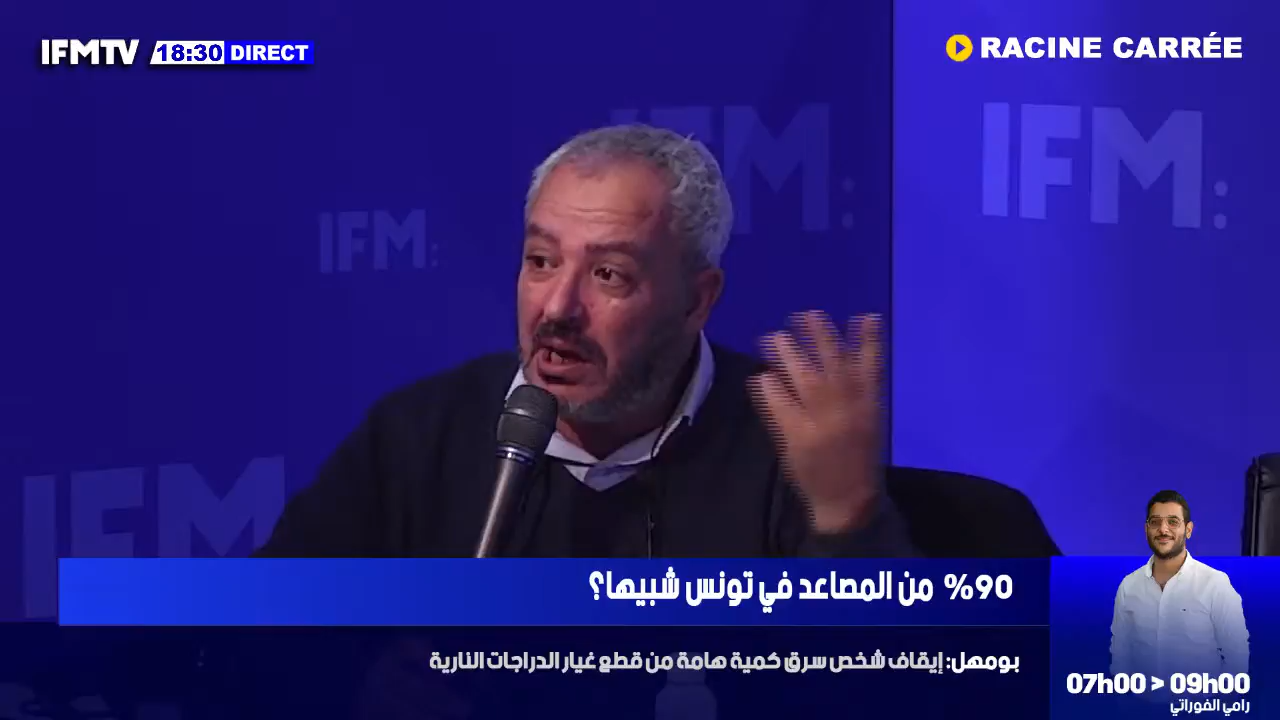 IFMTV 18:30 DIRECT
RACINE CARRÉE
IFM:
IFM:
IFM:
IFM
90% من المصاعد في تونس شبيها؟
بومهل: إيقاف شخص سرق كمية هامة من قطع غيار الدراجات النارية
07h00 > 09h00
رامي الفوراتي